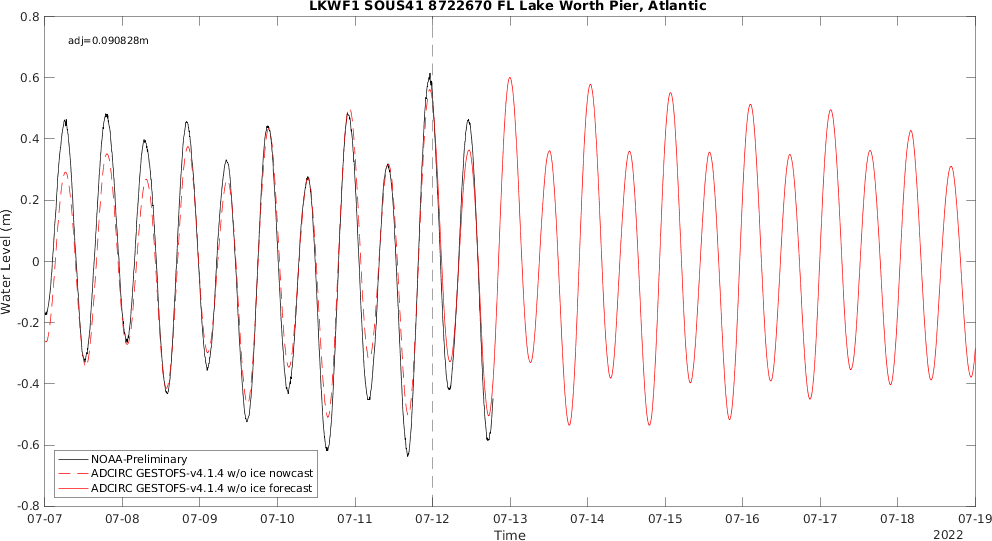 LKWF1 SOUS41 8722670 FL Lake Worth Pier, Atlantic
adj=0.090828m
0.8
0.6
0.4
0.2
0
-0.2
-0.4
-0.6
-0.8
Water Level (m)
NOAA-Preliminary
ADCIRC GESTOFS-v4.1.4 w/o ice nowcast
ADCIRC GESTOFS-v4.1.4 w/o ice forecast
07-07 07-08 07-09 07-10 07-11 07-12 07-13 07-14 07-15 07-16 07-17 07-18 07-19
Time
2022